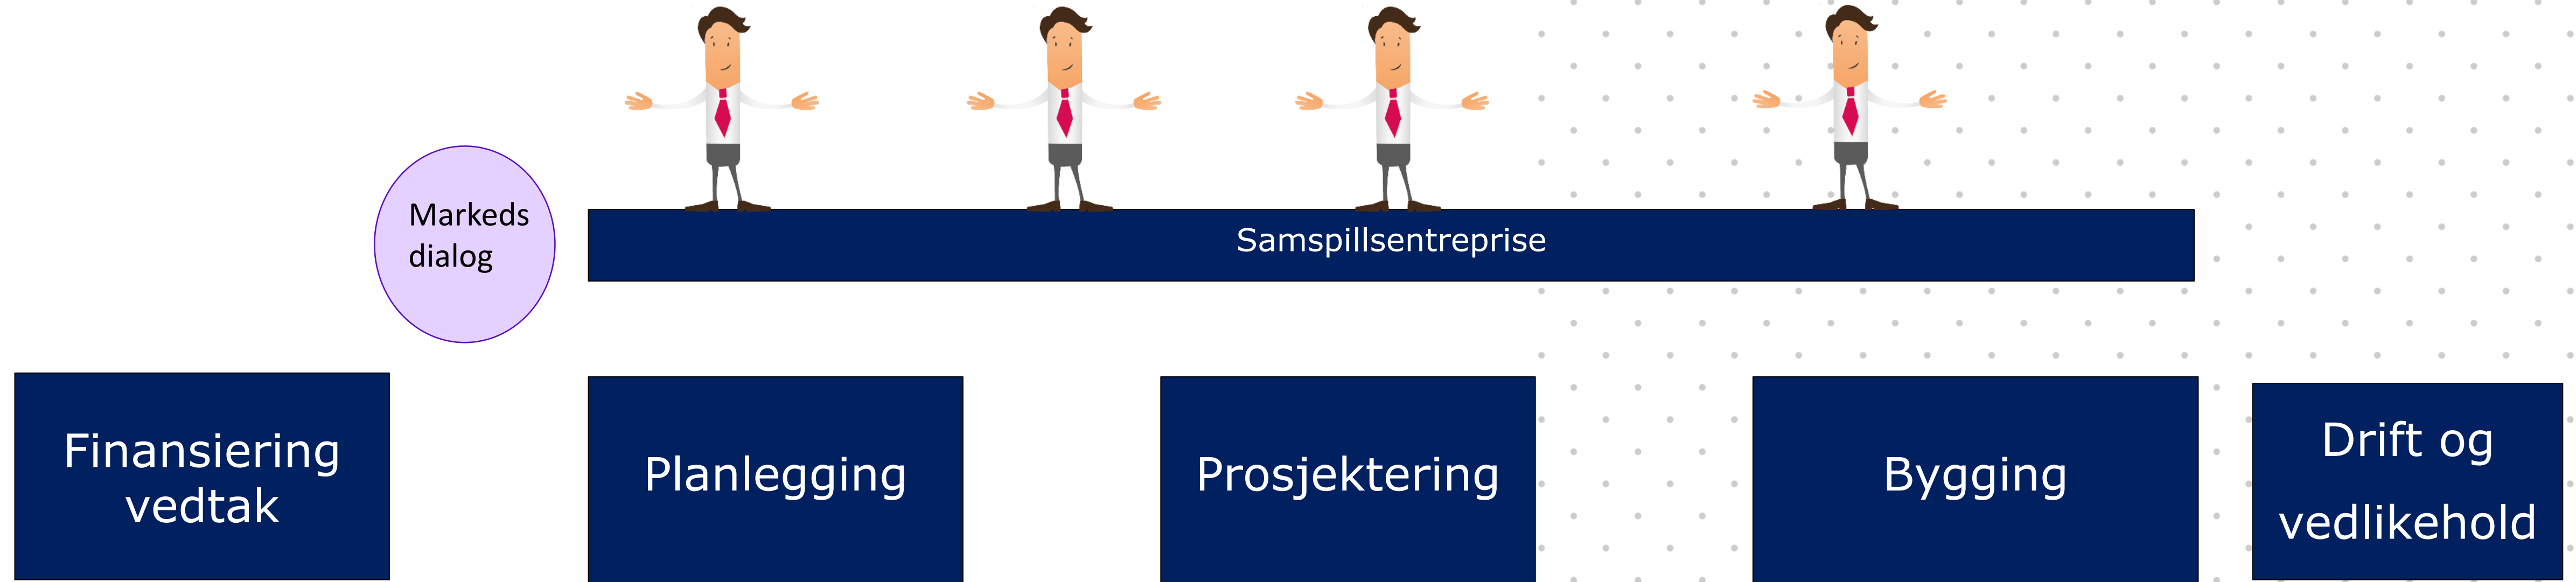 Markeds
dialog
Samspillsentreprise
Finansiering
vedtak
Planlegging
Prosjektering
Bygging
Drift og
vedlikehold